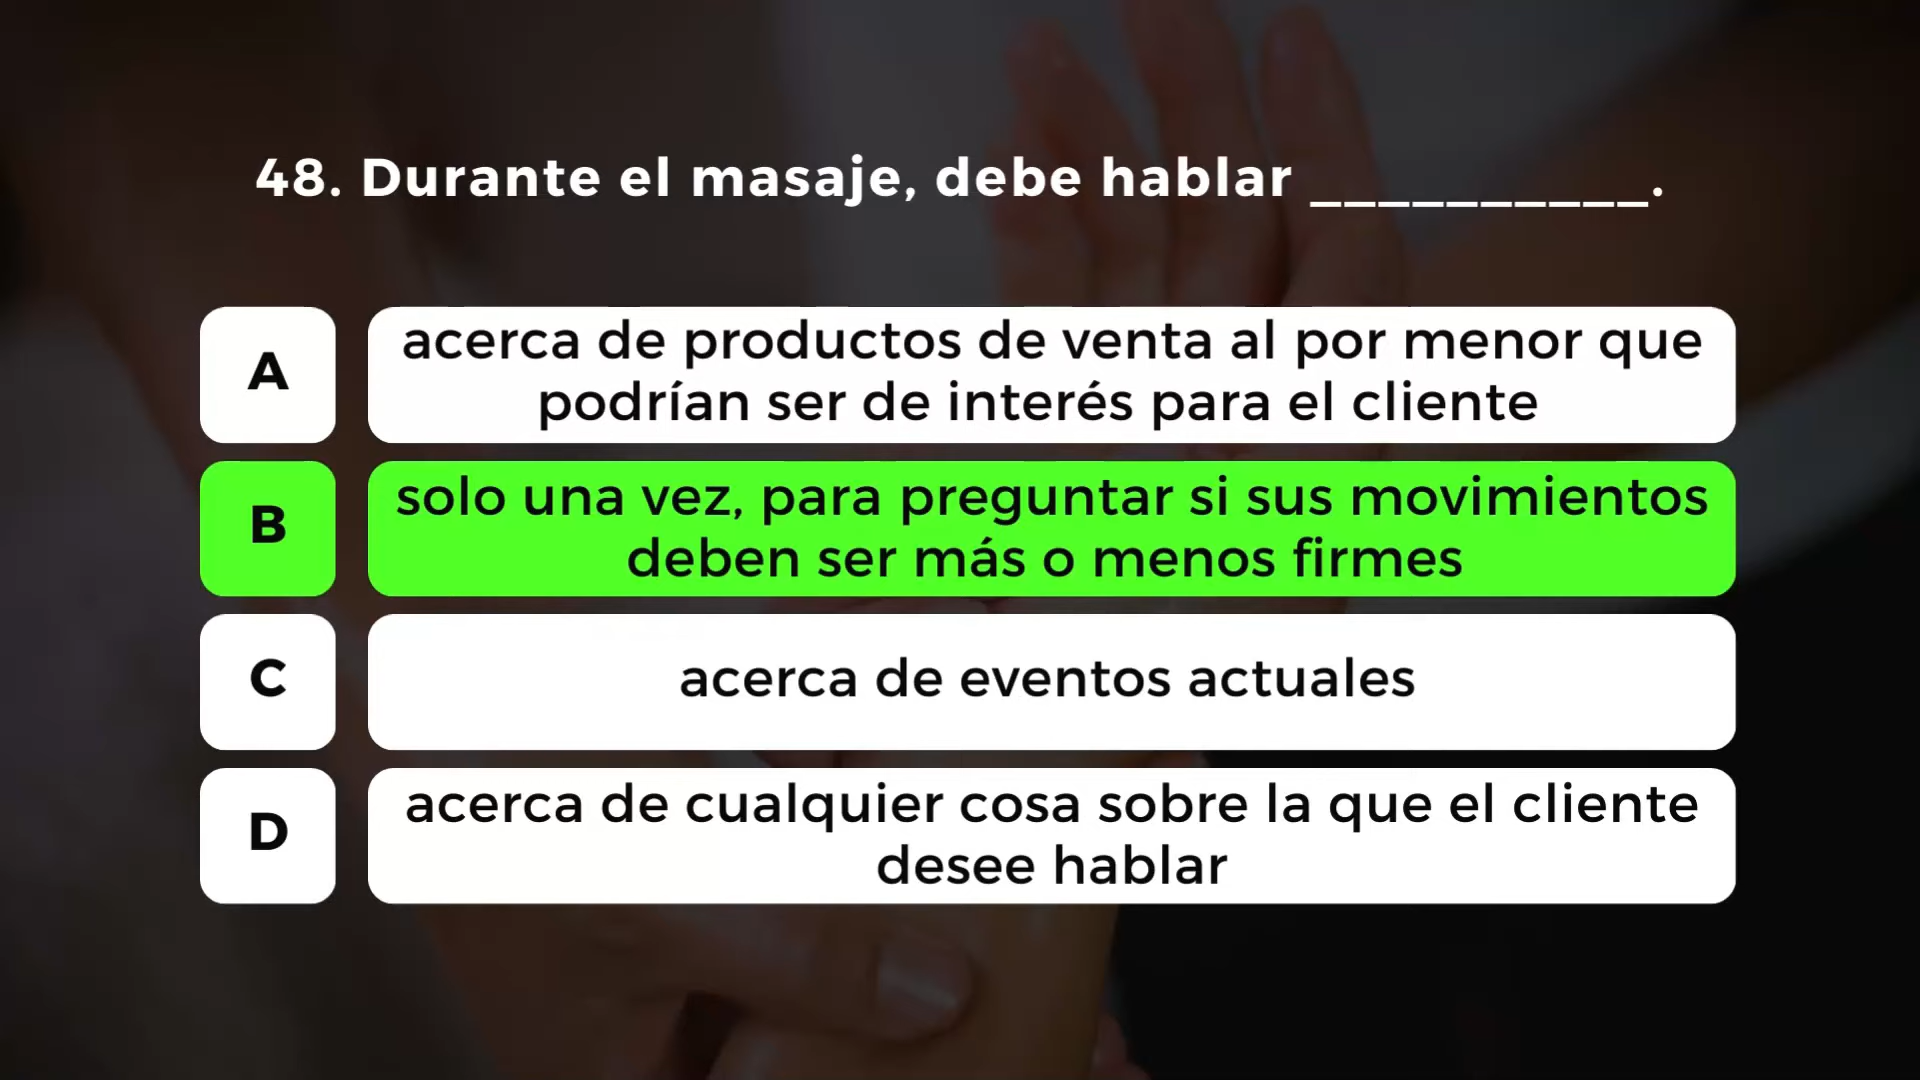 48. Durante el masaje, debe hablar __________.
A
acerca de productos de venta al por menor que
podrían ser de interés para el cliente
B
solo una vez, para preguntar si sus movimientos
deben ser más o menos firmes
C
acerca de eventos actuales
D
acerca de cualquier cosa sobre la que el cliente
desee hablar